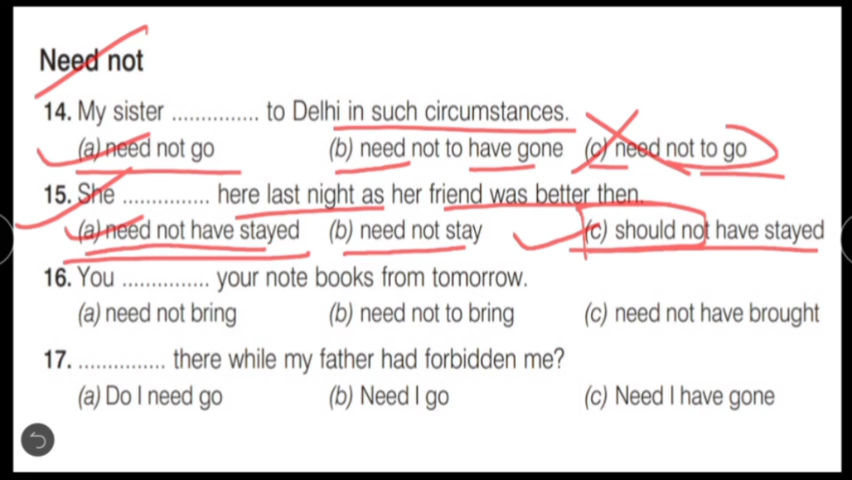 Need not
14. My sister ............... to Delhi in such circumstances.
(a) need not go (b) need not to have gone (c) need not to go
15. She ............... here last night as her friend was better then.
(a) need not have stayed (b) need not stay (c) should not have stayed
16. You ............... your note books from tomorrow.
(a) need not bring (b) need not to bring (c) need not have brought
17. ............... there while my father had forbidden me?
(a) Do I need go (b) Need I go (c) Need I have gone